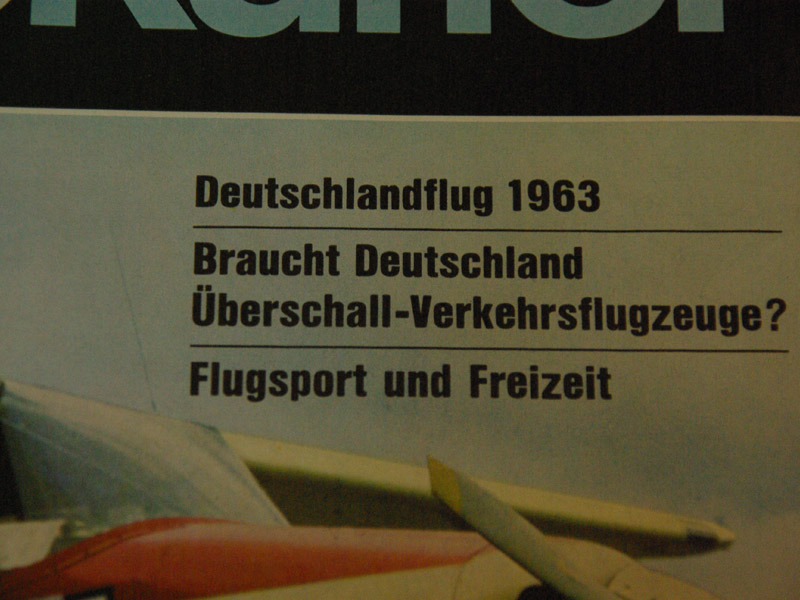 Deutschlandflug 1963
Braucht Deutschland
Überschall-Verkehrsflugzeuge?
Flugsport und Freizeit